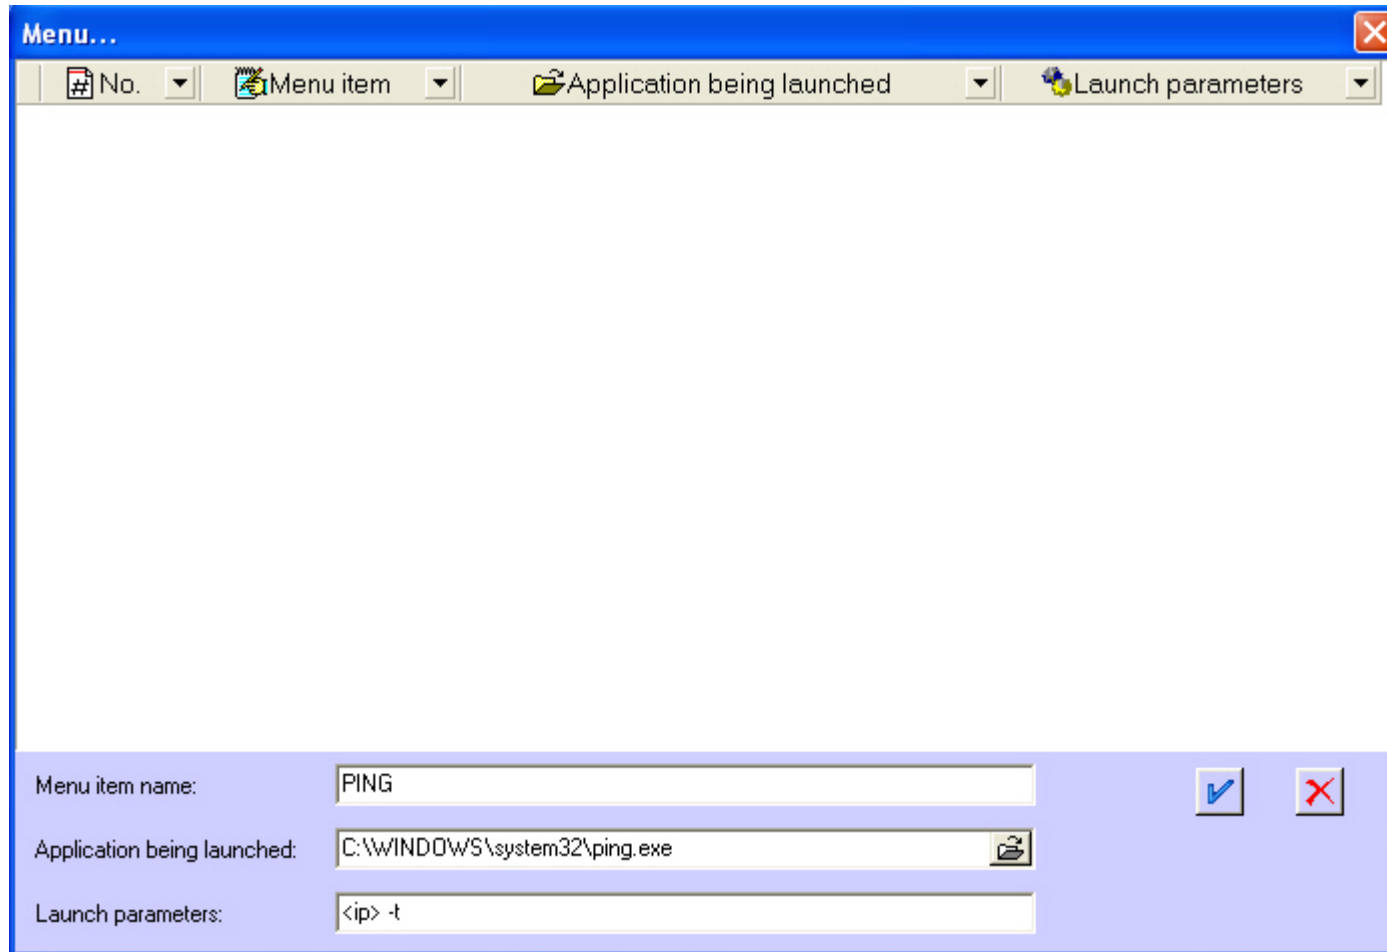 Menu...
No. Menu item Application being launched Launch parameters
Menu item name: PING
Application being launched: C:\WINDOWS\system32\ping.exe
Launch parameters: <ip> -t